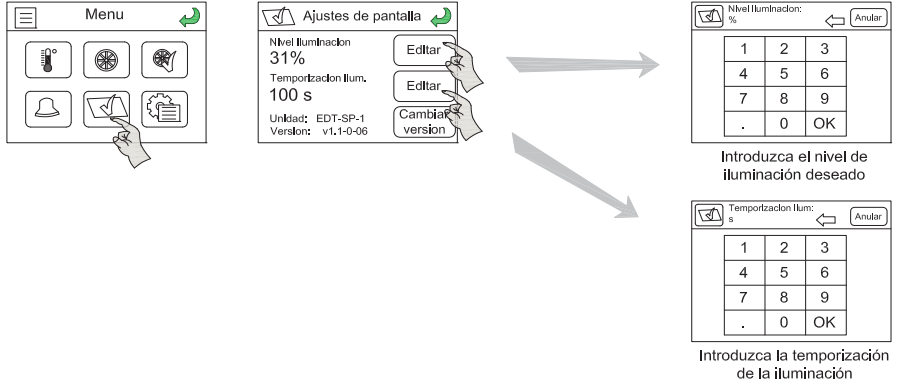 Menu
Ajustes de pantalla
Nivel Iluminacion
31%
Editar
Temporizacion Ilum.
100 s
Editar
Unidad: EDT-SP-1
Version: v1.1-0-06
Cambiar
version
Nivel Iluminacion:
%
Anular
1 2 3
4 5 6
7 8 9
. 0 OK
Introduzca el nivel de
iluminación deseado
Temporizacion Ilum:
s
Anular
1 2 3
4 5 6
7 8 9
. 0 OK
Introduzca la temporización
de la iluminación